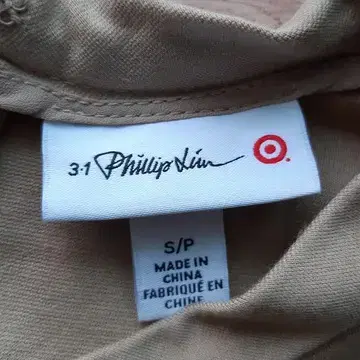 3.1 Phillip Lim
S/P
MADE IN
CHINA
FABRIQUÉ EN
CHINE